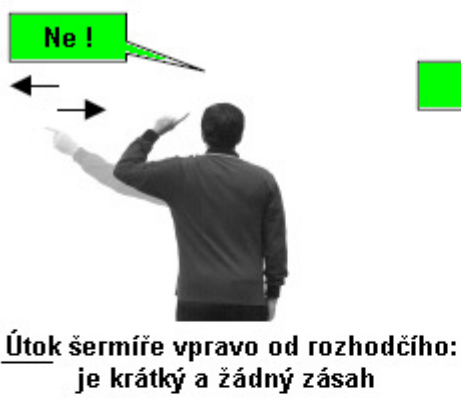 Ne !
Útok šermíře vpravo od rozhodčího:
je krátký a žádný zásah